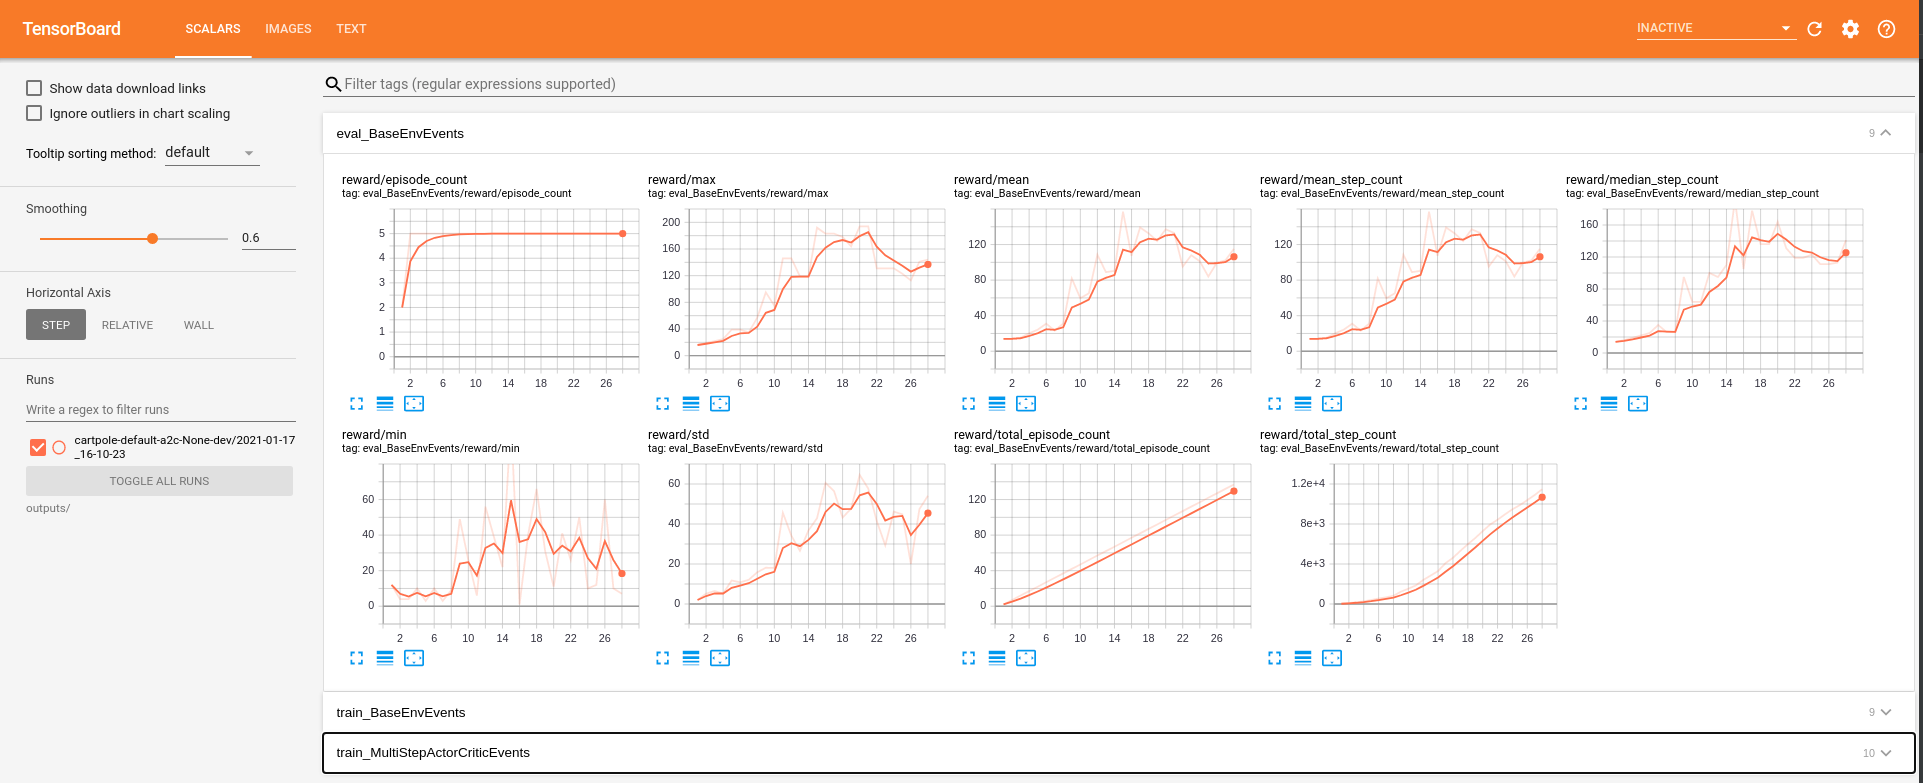 TensorBoard
SCALARS
IMAGES
TEXT
INACTIVE
Show data download links
Ignore outliers in chart scaling
Tooltip sorting method: default
Smoothing
0.6
Horizontal Axis
STEP
RELATIVE
WALL
Runs
Write a regex to filter runs
cartpole-default-a2c-None-dev/2021-01-17
_16-10-23
TOGGLE ALL RUNS
outputs/
Filter tags (regular expressions supported)
eval_BaseEnvEvents
9
reward/episode_count
tag: eval_BaseEnvEvents/reward/episode_count
5
4
3
2
1
0
2 6 10 14 18 22 26
reward/max
tag: eval_BaseEnvEvents/reward/max
200
160
120
80
40
0
2 6 10 14 18 22 26
reward/mean
tag: eval_BaseEnvEvents/reward/mean
120
80
40
0
2 6 10 14 18 22 26
reward/mean_step_count
tag: eval_BaseEnvEvents/reward/mean_step_count
120
80
40
0
2 6 10 14 18 22 26
reward/median_step_count
tag: eval_BaseEnvEvents/reward/median_step_count
160
120
80
40
0
2 6 10 14 18 22 26
reward/min
tag: eval_BaseEnvEvents/reward/min
60
40
20
0
2 6 10 14 18 22 26
reward/std
tag: eval_BaseEnvEvents/reward/std
60
40
20
0
2 6 10 14 18 22 26
reward/total_episode_count
tag: eval_BaseEnvEvents/reward/total_episode_count
120
80
40
0
2 6 10 14 18 22 26
reward/total_step_count
tag: eval_BaseEnvEvents/reward/total_step_count
1.2e+4
8e+3
4e+3
0
2 6 10 14 18 22 26
train_BaseEnvEvents
9
train_MultiStepActorCriticEvents
10